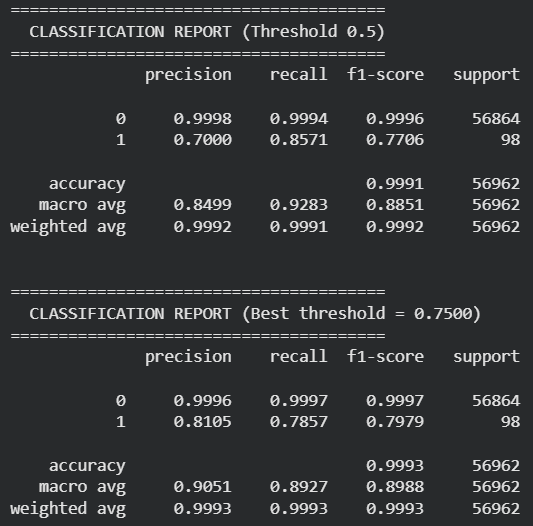 =======================================
CLASSIFICATION REPORT (Threshold 0.5)
=======================================
precision recall f1-score support
0 0.9998 0.9994 0.9996 56864
1 0.7000 0.8571 0.7706 98
accuracy 0.9991 56962
macro avg 0.8499 0.9283 0.8851 56962
weighted avg 0.9992 0.9991 0.9992 56962
=======================================
CLASSIFICATION REPORT (Best threshold = 0.7500)
=======================================
precision recall f1-score support
0 0.9996 0.9997 0.9997 56864
1 0.8105 0.7857 0.7979 98
accuracy 0.9993 56962
macro avg 0.9051 0.8927 0.8988 56962
weighted avg 0.9993 0.9993 0.9993 56962